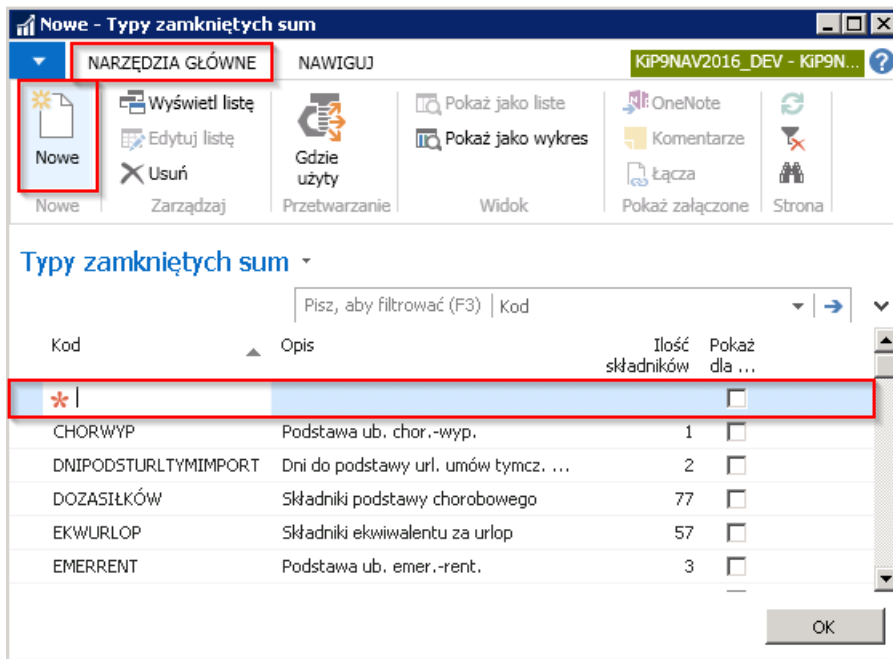 Nowe - Typy zamkniętych sum
NARZĘDZIA GŁÓWNE NAWIGUJ KiP9NAV2016_DEV - KiP9N... ?
Nowe
Wyświetl listę
Edytuj listę
Usuń
Gdzie
użyty
Pokaż jako liste
Pokaż jako wykres
OneNote
Komentarze
Łącza
Nowe Zarządzaj Przetwarzanie Widok Pokaż załączone Strona
Typy zamkniętych sum
Pisz, aby filtrować (F3) Kod
Kod Opis Ilość składników Pokaż dla ...
CHORWYP Podstawa ub. chor.-wyp. 1
DNIPODSTURLTYMIMPORT Dni do podstawy url. umów tymcz. ... 2
DOZASIŁKÓW Składniki podstawy chorobowego 77
EKWURLOP Składniki ekwiwalentu za urlop 57
EMERRENT Podstawa ub. emer.-rent. 3
OK